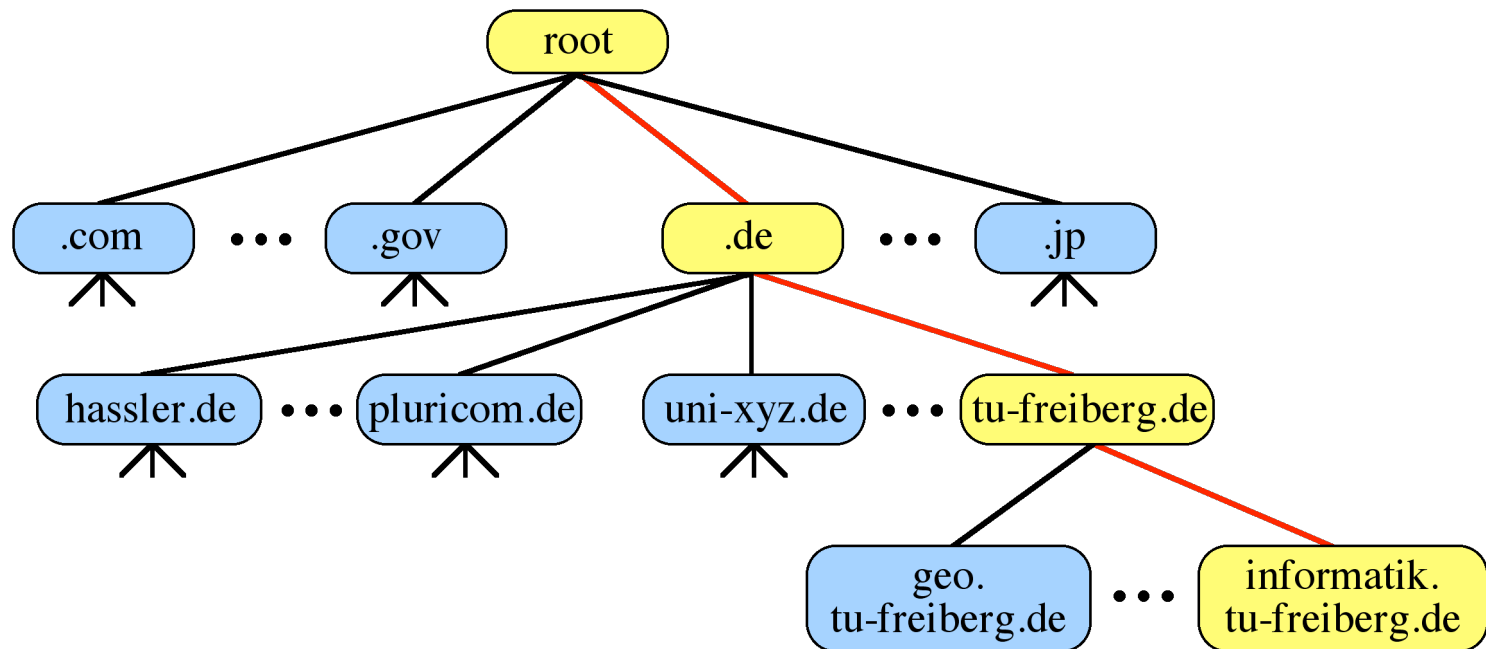 root
.com ••• .gov .de ••• .jp
hassler.de ••• pluricom.de uni-xyz.de ••• tu-freiberg.de
geo.
tu-freiberg.de
•••
informatik.
tu-freiberg.de